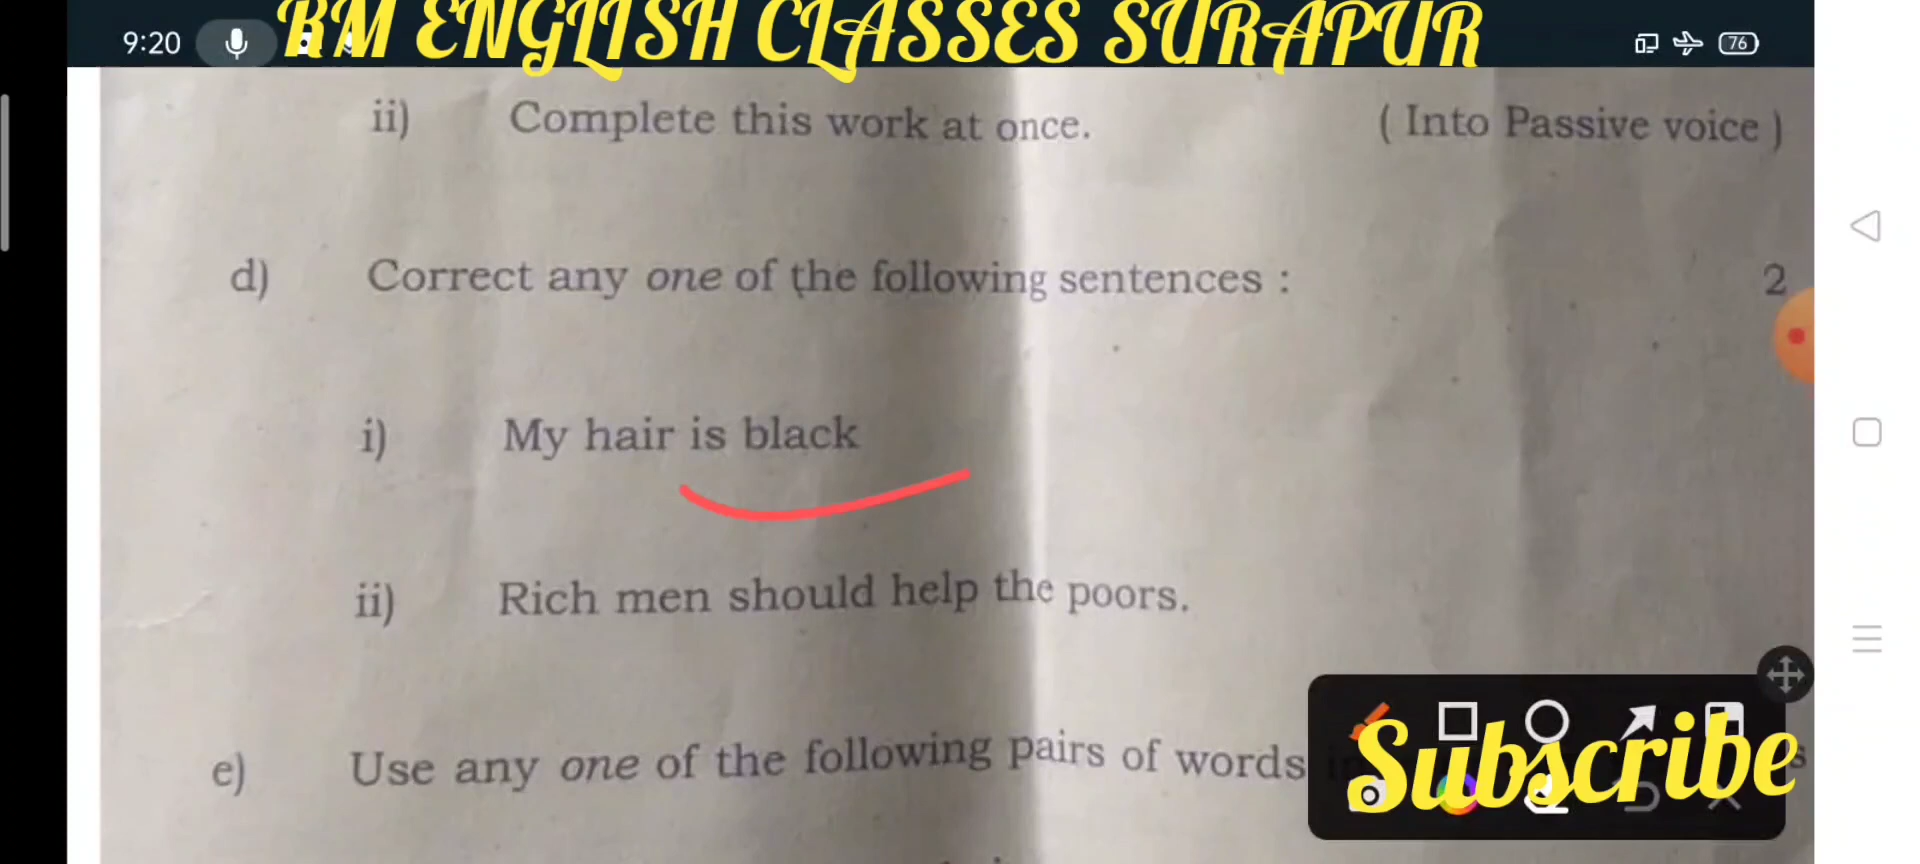 RM ENGLISH CLASSES SURAPUR
9:20
76
ii) Complete this work at once. ( Into Passive voice )
d) Correct any one of the following sentences : 2
i) My hair is black
ii) Rich men should help the poors.
e) Use any one of the following pairs of words
Subscribe